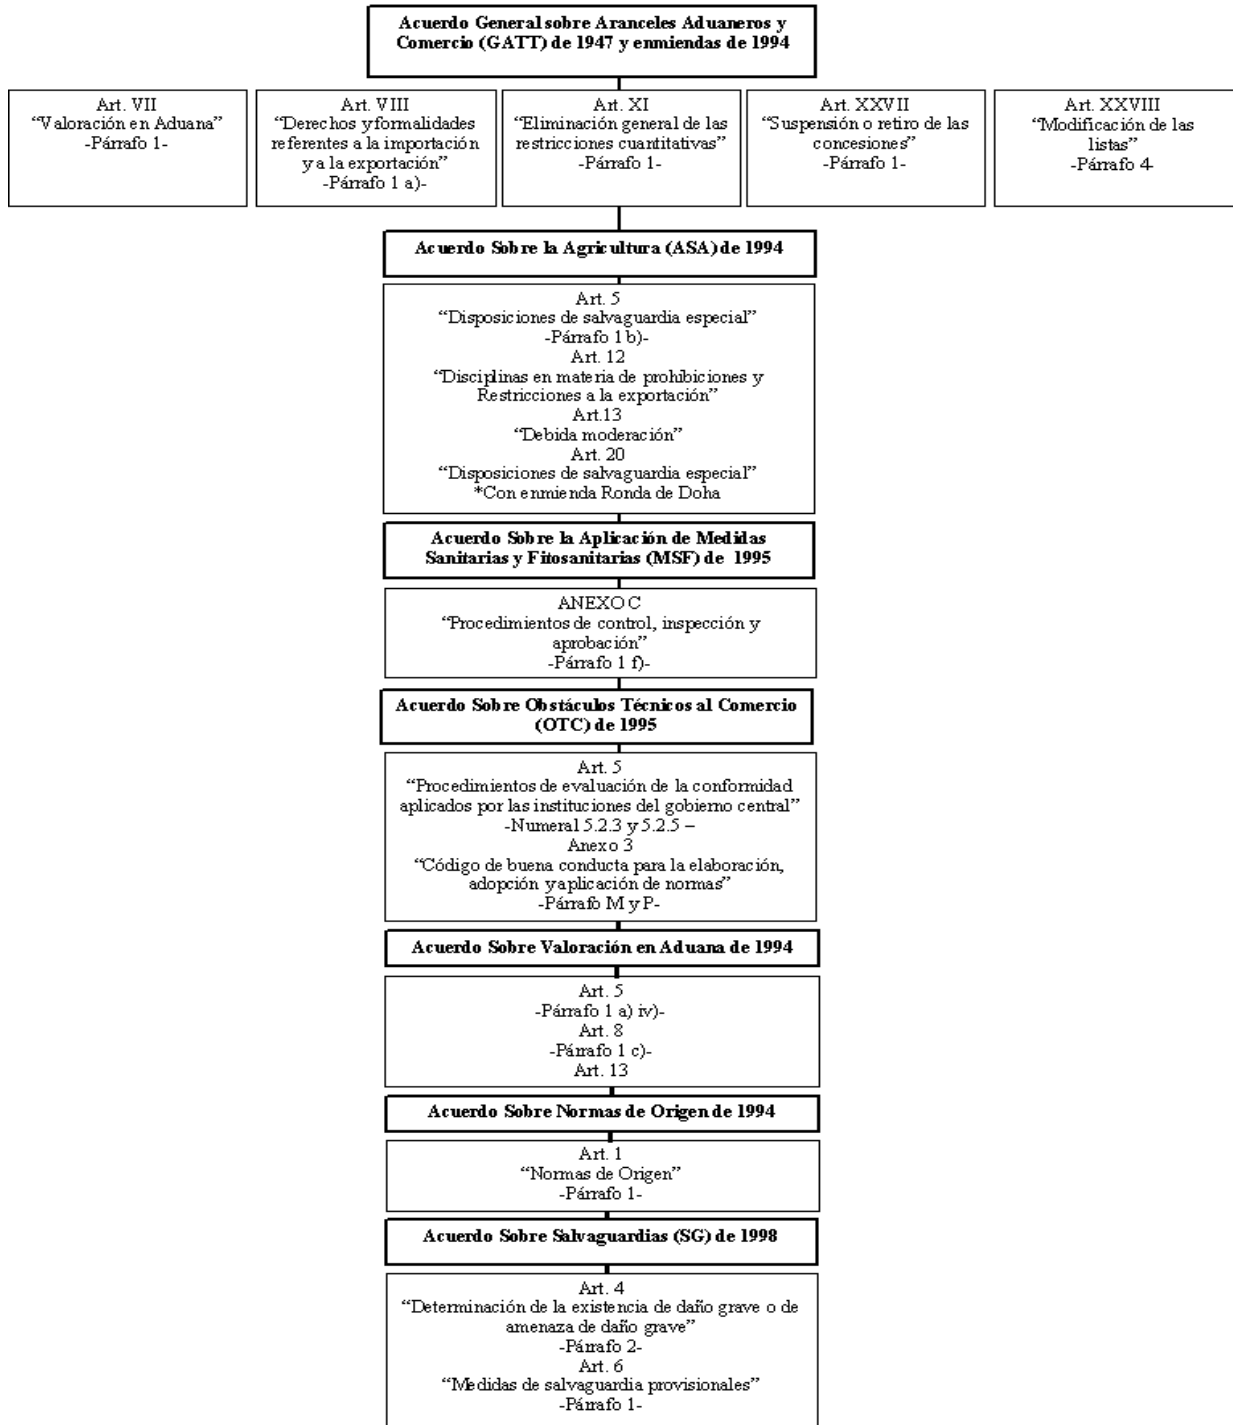 Acuerdo General sobre Aranceles Aduaneros y
Comercio (GATT) de 1947 y enmiendas de 1994
Art. VII
“Valoración en Aduana”
-Párrafo 1-
Art. VIII
“Derechos y formalidades
referentes a la importación
y a la exportación”
-Párrafo 1 a)-
Art. XI
“Eliminación general de las
restricciones cuantitativas”
-Párrafo 1-
Art. XXVII
“Suspensión o retiro de las
concesiones”
-Párrafo 1-
Art. XXVIII
“Modificación de las
listas”
-Párrafo 4-
Acuerdo Sobre la Agricultura (ASA) de 1994
Art. 5
“Disposiciones de salvaguardia especial”
-Párrafo 1 b)-
Art. 12
“Disciplinas en materia de prohibiciones y
Restricciones a la exportación”
Art.13
“Debida moderación”
Art. 20
“Disposiciones de salvaguardia especial”
*Con enmienda Ronda de Doha
Acuerdo Sobre la Aplicación de Medidas
Sanitarias y Fitosanitarias (MSF) de 1995
ANEXO C
“Procedimientos de control, inspección y
aprobación”
-Párrafo 1 f)-
Acuerdo Sobre Obstáculos Técnicos al Comercio
(OTC) de 1995
Art. 5
“Procedimientos de evaluación de la conformidad
aplicados por las instituciones del gobierno central”
-Numeral 5.2.3 y 5.2.5 –
Anexo 3
“Código de buena conducta para la elaboración,
adopción y aplicación de normas”
-Párrafo M y P-
Acuerdo Sobre Valoración en Aduana de 1994
Art. 5
-Párrafo 1 a) iv)-
Art. 8
-Párrafo 1 c)-
Art. 13
Acuerdo Sobre Normas de Origen de 1994
Art. 1
“Normas de Origen”
-Párrafo 1-
Acuerdo Sobre Salvaguardias (SG) de 1998
Art. 4
“Determinación de la existencia de daño grave o de
amenaza de daño grave”
-Párrafo 2-
Art. 6
“Medidas de salvaguardia provisionales”
-Párrafo 1-